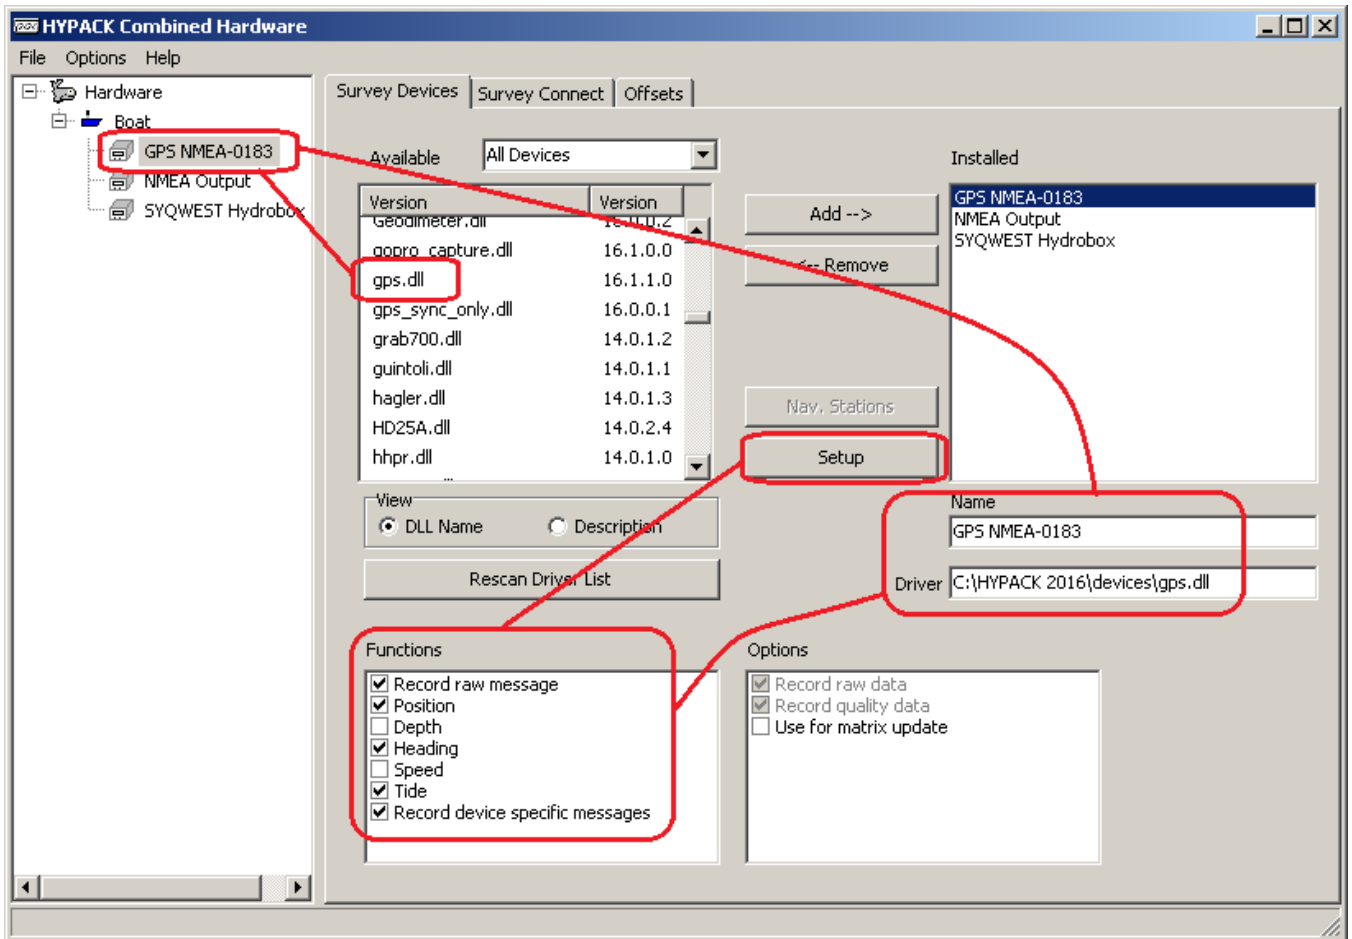 HYPACK Combined Hardware
File Options Help
Hardware
Boat
GPS NMEA-0183
NMEA Output
SYQWEST Hydrobox
Survey Devices Survey Connect Offsets
Available All Devices
Version Version
Geodimeter.dll 16.0.0.2
gopro_capture.dll 16.1.0.0
gps.dll 16.1.1.0
gps_sync_only.dll 16.0.0.1
grab700.dll 14.0.1.2
guintoli.dll 14.0.1.1
hagler.dll 14.0.1.3
HD25A.dll 14.0.2.4
hhpr.dll 14.0.1.0
View
DLL Name Description
Rescan Driver List
Add -->
<-- Remove
Nav. Stations
Setup
Installed
GPS NMEA-0183
NMEA Output
SYQWEST Hydrobox
Name
GPS NMEA-0183
Driver C:\HYPACK 2016\devices\gps.dll
Functions
Record raw message
Position
Depth
Heading
Speed
Tide
Record device specific messages
Options
Record raw data
Record quality data
Use for matrix update